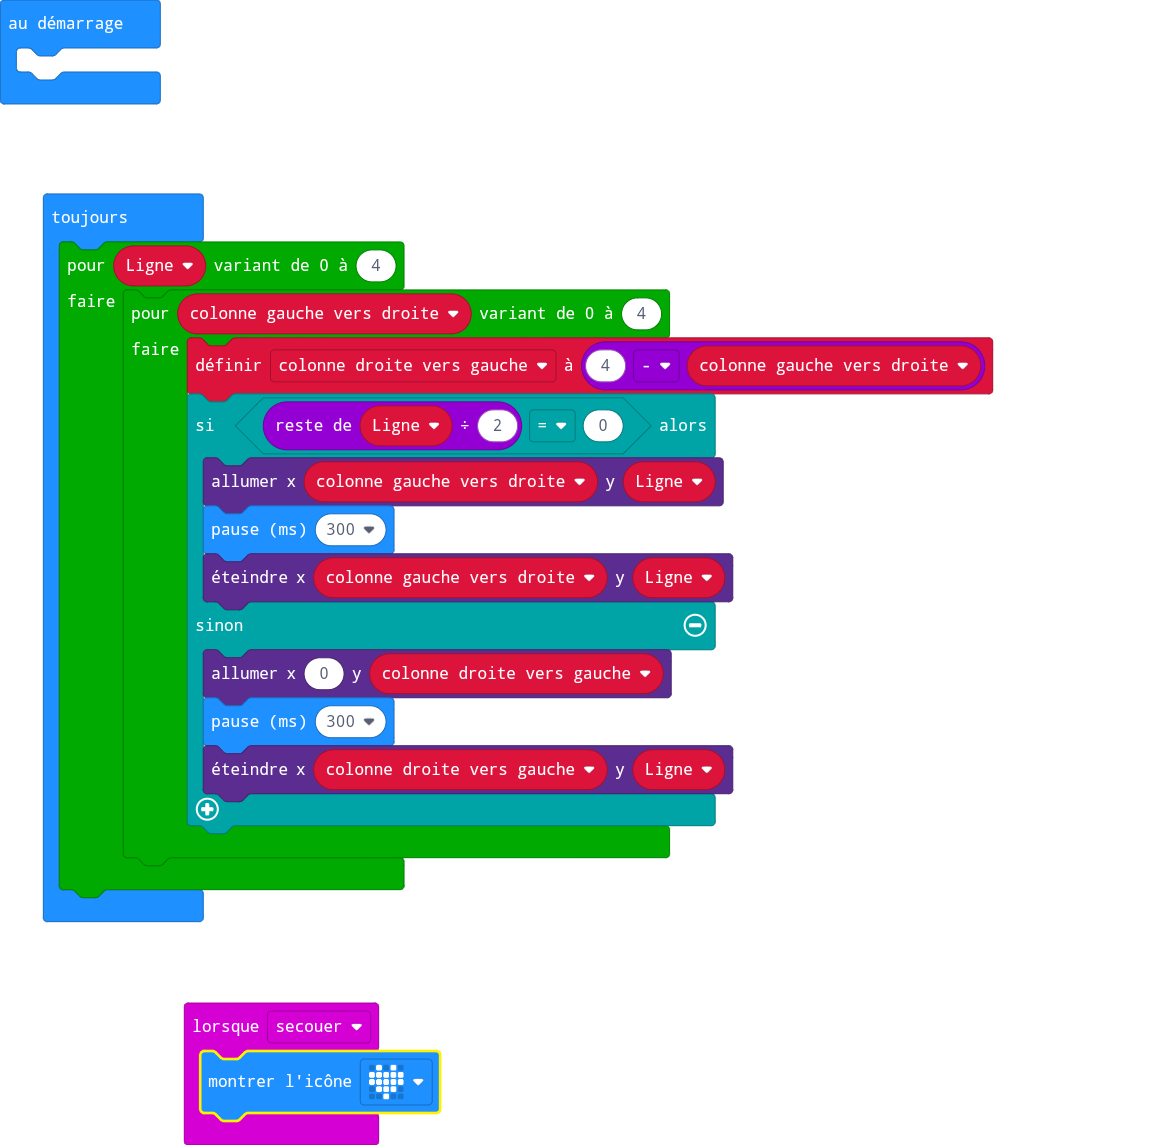 au démarrage
toujours
pour Ligne variant de 0 à 4
faire
pour colonne gauche vers droite variant de 0 à 4
faire
définir colonne droite vers gauche à 4 - colonne gauche vers droite
si reste de Ligne ÷ 2 = 0 alors
allumer x colonne gauche vers droite y Ligne
pause (ms) 300
éteindre x colonne gauche vers droite y Ligne
sinon
allumer x 0 y colonne droite vers gauche
pause (ms) 300
éteindre x colonne droite vers gauche y Ligne
lorsque secouer
montrer l'icône